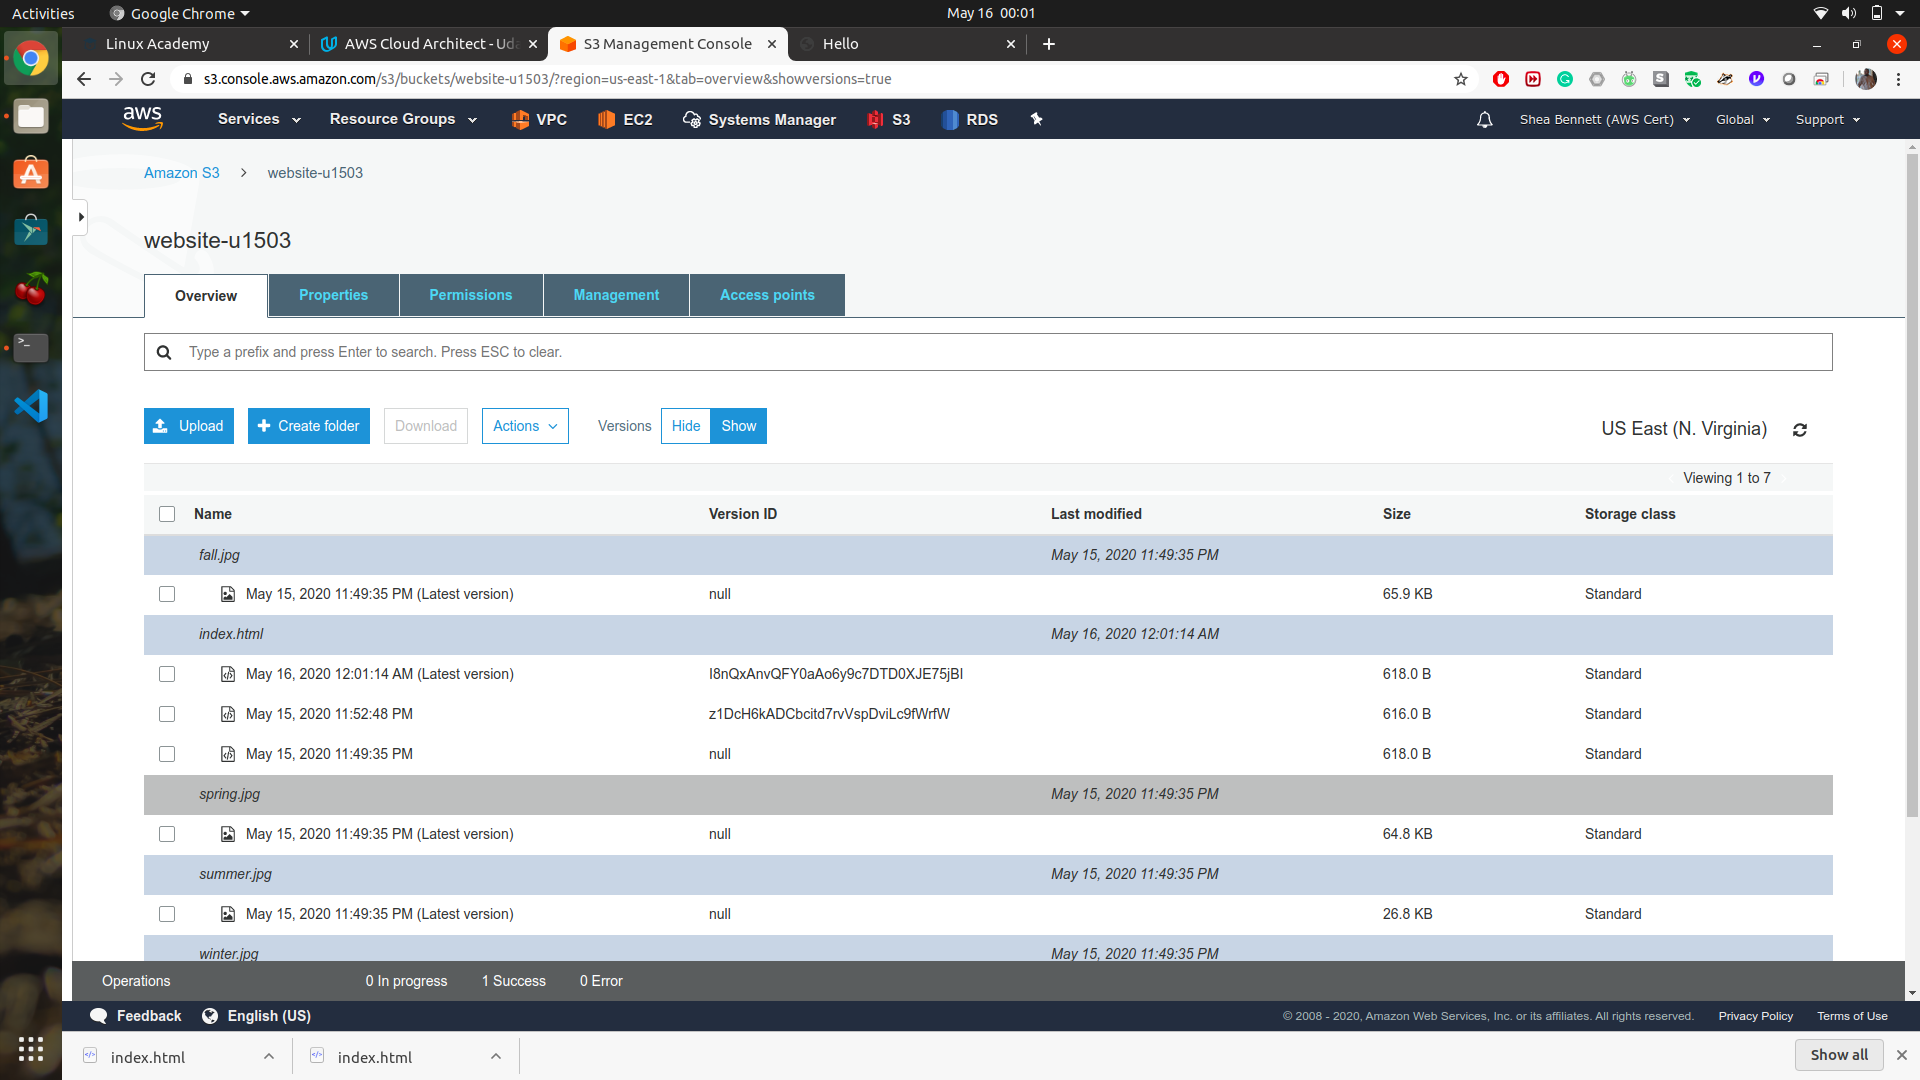 Activities Google Chrome May 16 00:01
Linux Academy AWS Cloud Architect - Uda S3 Management Console Hello
s3.console.aws.amazon.com/s3/buckets/website-u1503/?region=us-east-1&tab=overview&showversions=true
aws Services Resource Groups VPC EC2 Systems Manager S3 RDS Shea Bennett (AWS Cert) Global Support
Amazon S3 > website-u1503
website-u1503
Overview Properties Permissions Management Access points
Type a prefix and press Enter to search. Press ESC to clear.
Upload Create folder Download Actions Versions Hide Show US East (N. Virginia)
Viewing 1 to 7
Name Version ID Last modified Size Storage class
fall.jpg May 15, 2020 11:49:35 PM
May 15, 2020 11:49:35 PM (Latest version) null 65.9 KB Standard
index.html May 16, 2020 12:01:14 AM
May 16, 2020 12:01:14 AM (Latest version) I8nQxAnvQFY0aAo6y9c7DTD0XJE75jBI 618.0 B Standard
May 15, 2020 11:52:48 PM z1DcH6kADCbcitd7rvVspDviLc9fWrfW 616.0 B Standard
May 15, 2020 11:49:35 PM null 618.0 B Standard
spring.jpg May 15, 2020 11:49:35 PM
May 15, 2020 11:49:35 PM (Latest version) null 64.8 KB Standard
summer.jpg May 15, 2020 11:49:35 PM
May 15, 2020 11:49:35 PM (Latest version) null 26.8 KB Standard
winter.jpg May 15, 2020 11:49:35 PM
Operations 0 In progress 1 Success 0 Error
Feedback English (US) © 2008 - 2020, Amazon Web Services, Inc. or its affiliates. All rights reserved. Privacy Policy Terms of Use
index.html index.html Show all